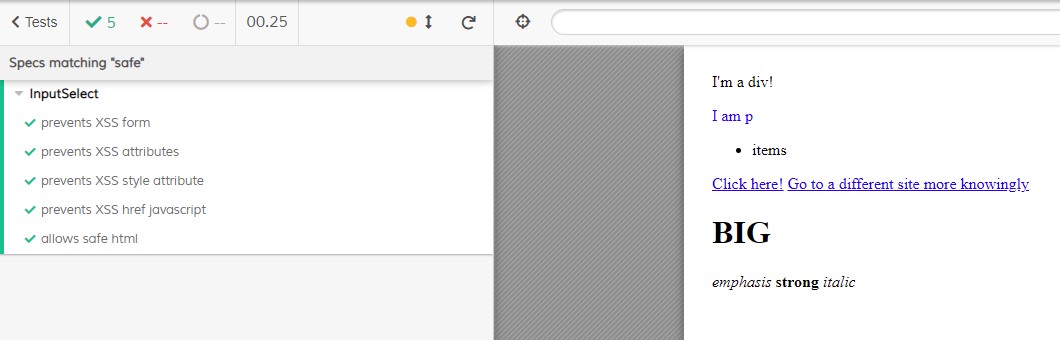 Tests 5 -- -- 00.25
Specs matching "safe"
InputSelect
prevents XSS form
prevents XSS attributes
prevents XSS style attribute
prevents XSS href javascript
allows safe html
I'm a div!
I am p
items
Click here! Go to a different site more knowingly
BIG
emphasis strong italic